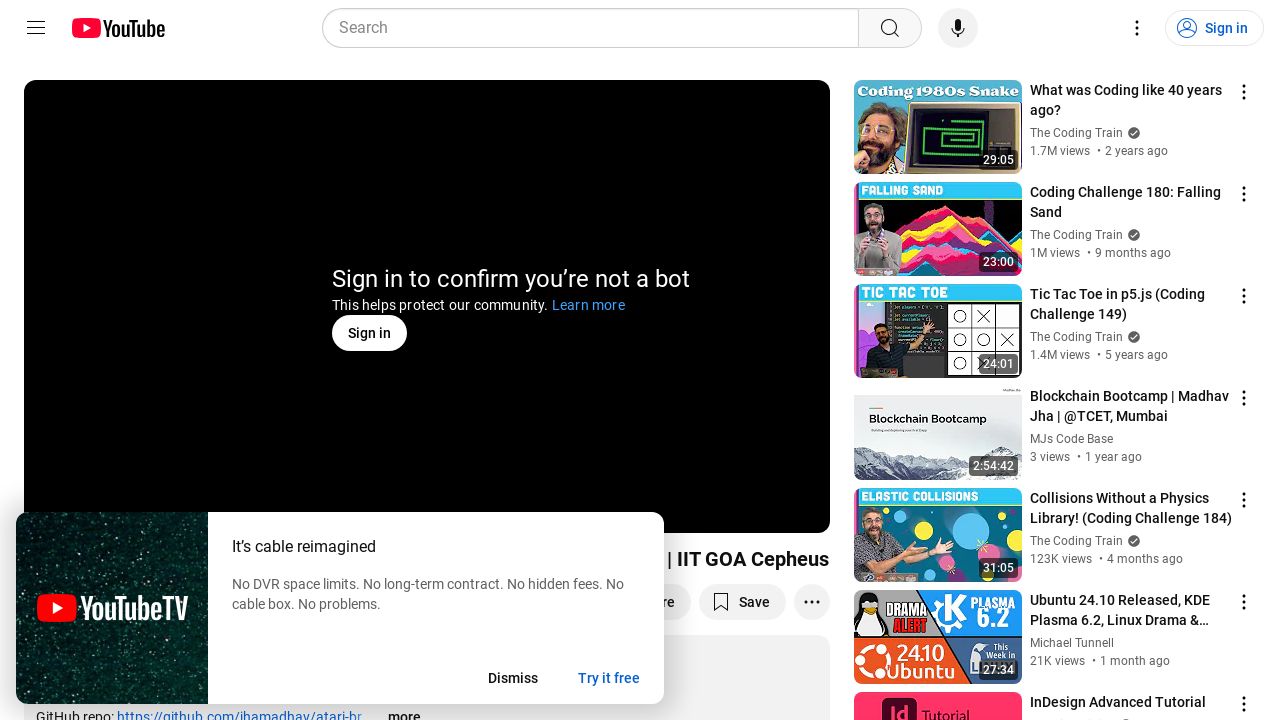 YouTube
Search
Sign in
Sign in to confirm you’re not a bot
This helps protect our community. Learn more
Sign in
| IIT GOA Cepheus
re
Save
YouTubeTV
It’s cable reimagined
No DVR space limits. No long-term contract. No hidden fees. No
cable box. No problems.
Dismiss
Try it free
GitHub repo: https://github.com/jhamadhav/atari-br
...more
Coding 1980s Snake
29:05
What was Coding like 40 years
ago?
The Coding Train
1.7M views • 2 years ago
FALLING SAND
23:00
Coding Challenge 180: Falling
Sand
The Coding Train
1M views • 9 months ago
TIC TAC TOE
24:01
Tic Tac Toe in p5.js (Coding
Challenge 149)
The Coding Train
1.4M views • 5 years ago
Blockchain Bootcamp
2:54:42
Blockchain Bootcamp | Madhav
Jha | @TCET, Mumbai
MJs Code Base
3 views • 1 year ago
ELASTIC COLLISIONS
31:05
Collisions Without a Physics
Library! (Coding Challenge 184)
The Coding Train
123K views • 4 months ago
DRAMA
ALERT
PLASMA
6.2
24.10
Ubuntu
This
Week in
27:34
Ubuntu 24.10 Released, KDE
Plasma 6.2, Linux Drama &…
Michael Tunnell
21K views • 1 month ago
Id
Tutorial
InDesign Advanced Tutorial